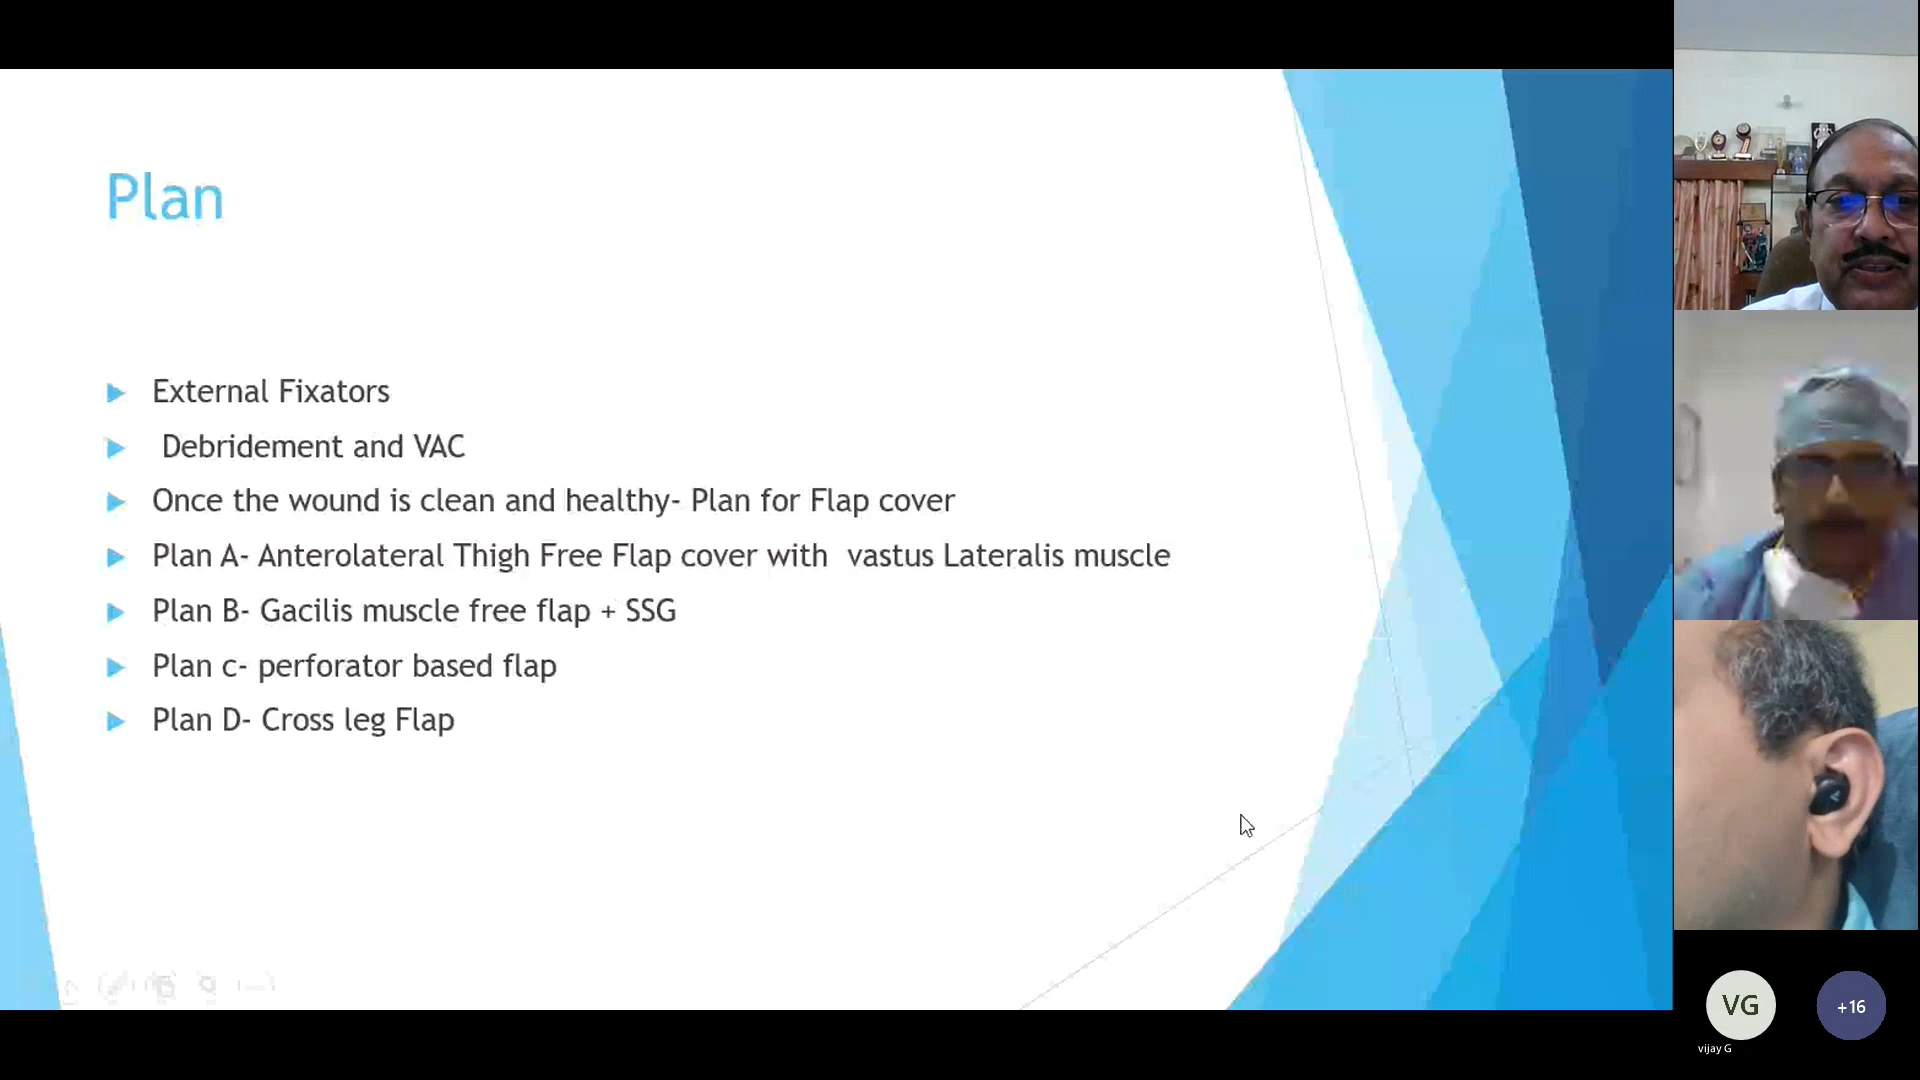 Plan
External Fixators
Debridement and VAC
Once the wound is clean and healthy- Plan for Flap cover
Plan A- Anterolateral Thigh Free Flap cover with vastus Lateralis muscle
Plan B- Gacilis muscle free flap + SSG
Plan c- perforator based flap
Plan D- Cross leg Flap
VG
+16
vijay G